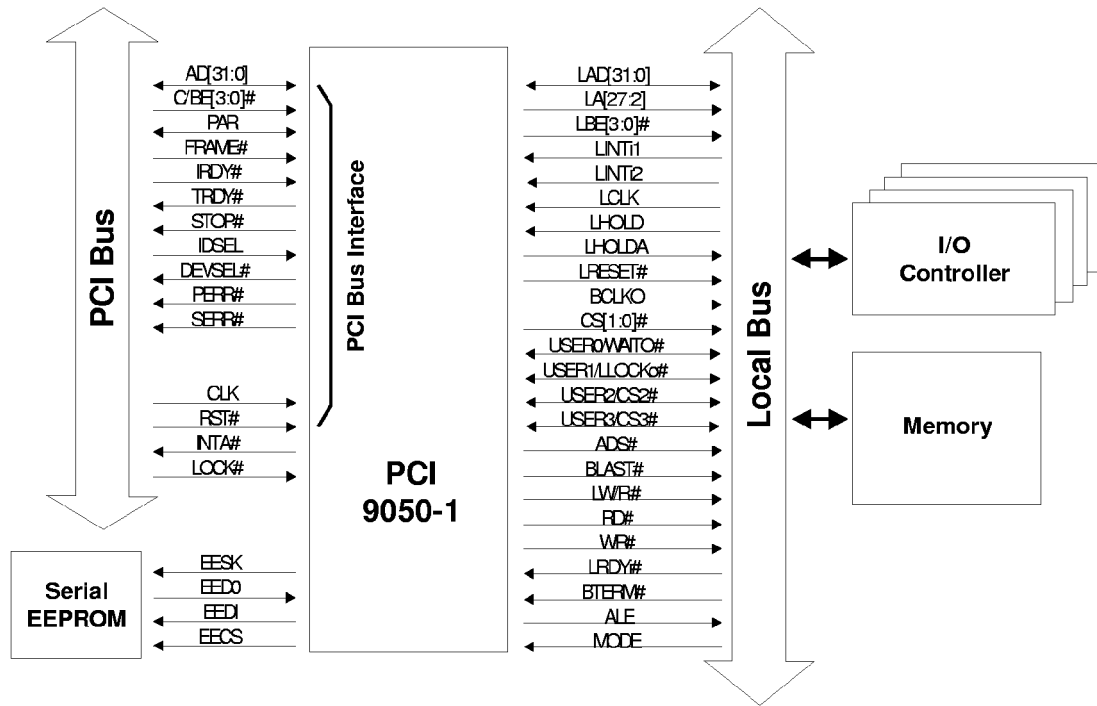 PCI Bus
AD[31:0]
C/BE[3:0]#
PAR
FRAME#
IRDY#
TRDY#
STOP#
IDSEL
DEVSEL#
PERR#
SERR#
CLK
RST#
INTA#
LOCK#
PCI Bus Interface
PCI
9050-1
Serial
EEPROM
EESK
EED0
EEDI
EECS
LAD[31:0]
LA[27:2]
LBE[3:0]#
LINTi1
LINTi2
LCLK
LHOLD
LHOLDA
LRESET#
BCLKO
CS[1:0]#
USER0/WAITO#
USER1/LLOCKo#
USER2/CS2#
USER3/CS3#
ADS#
BLAST#
LW/R#
RD#
WR#
LRDYi#
BTERM#
ALE
MODE
Local Bus
I/O
Controller
Memory